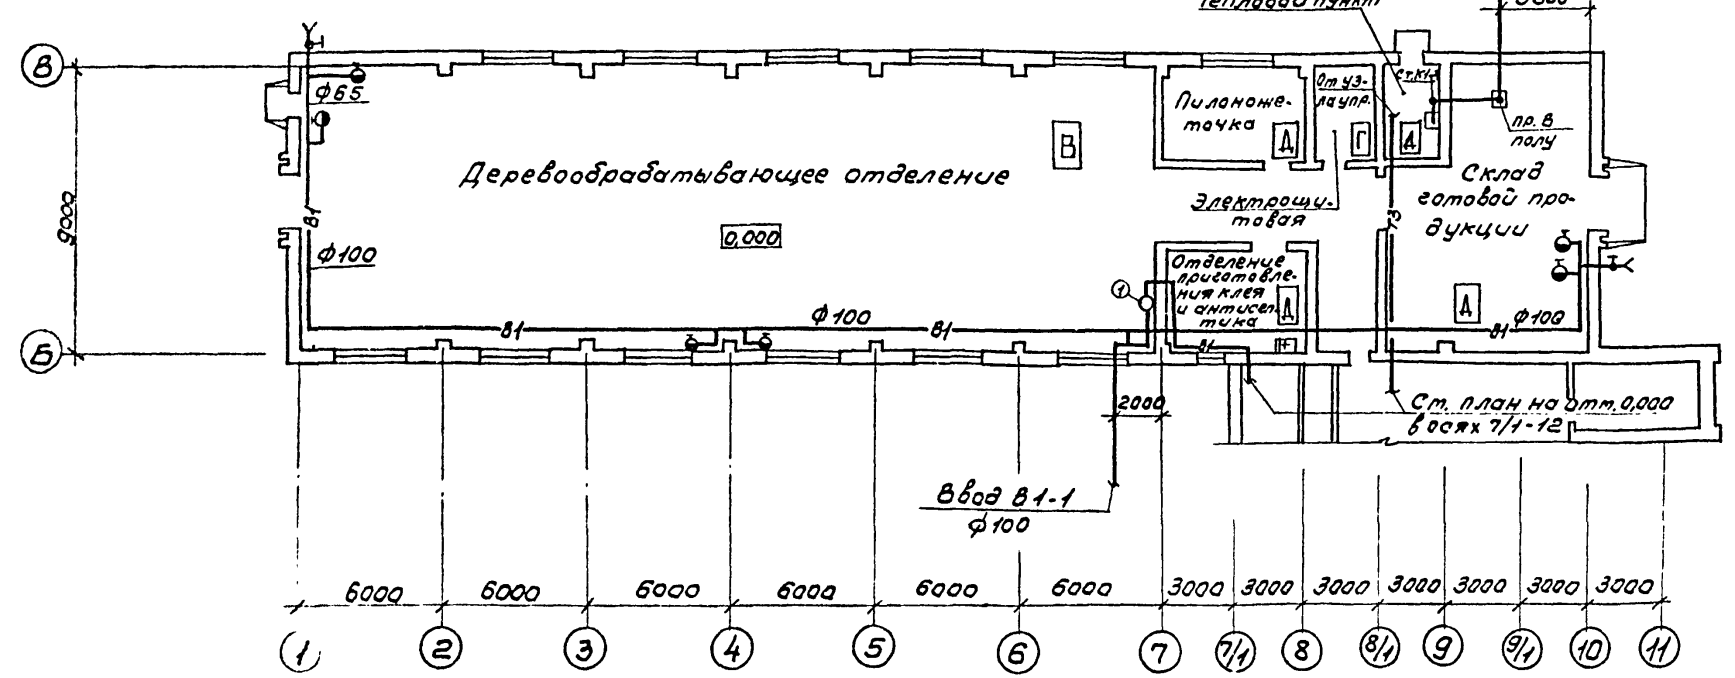 Тепловой пункт
В
ф65
ст.К1
От уз-
ла упр.
Пилоноже-
точка
В
Д
Г
Д
пр. в
полу
Деревообрабатывающее отделение
Склад
готовой про-
дукции
Электрощи-
товая
9000
В1
Т3
0,000
ф100
Отделение
приготовле-
ния клея
и антисеп-
тика
Д
Д
1
ф100
В1
В1
В1
ф100
В1
Б
2000
См. план на отм. 0,000
в осях 7/1-12
Ввод В1-1
ф100
6000
6000
6000
6000
6000
6000
3000
3000
3000
3000
3000
3000
3000
1
2
3
4
5
6
7
7/1
8
8/1
9
9/1
10
11